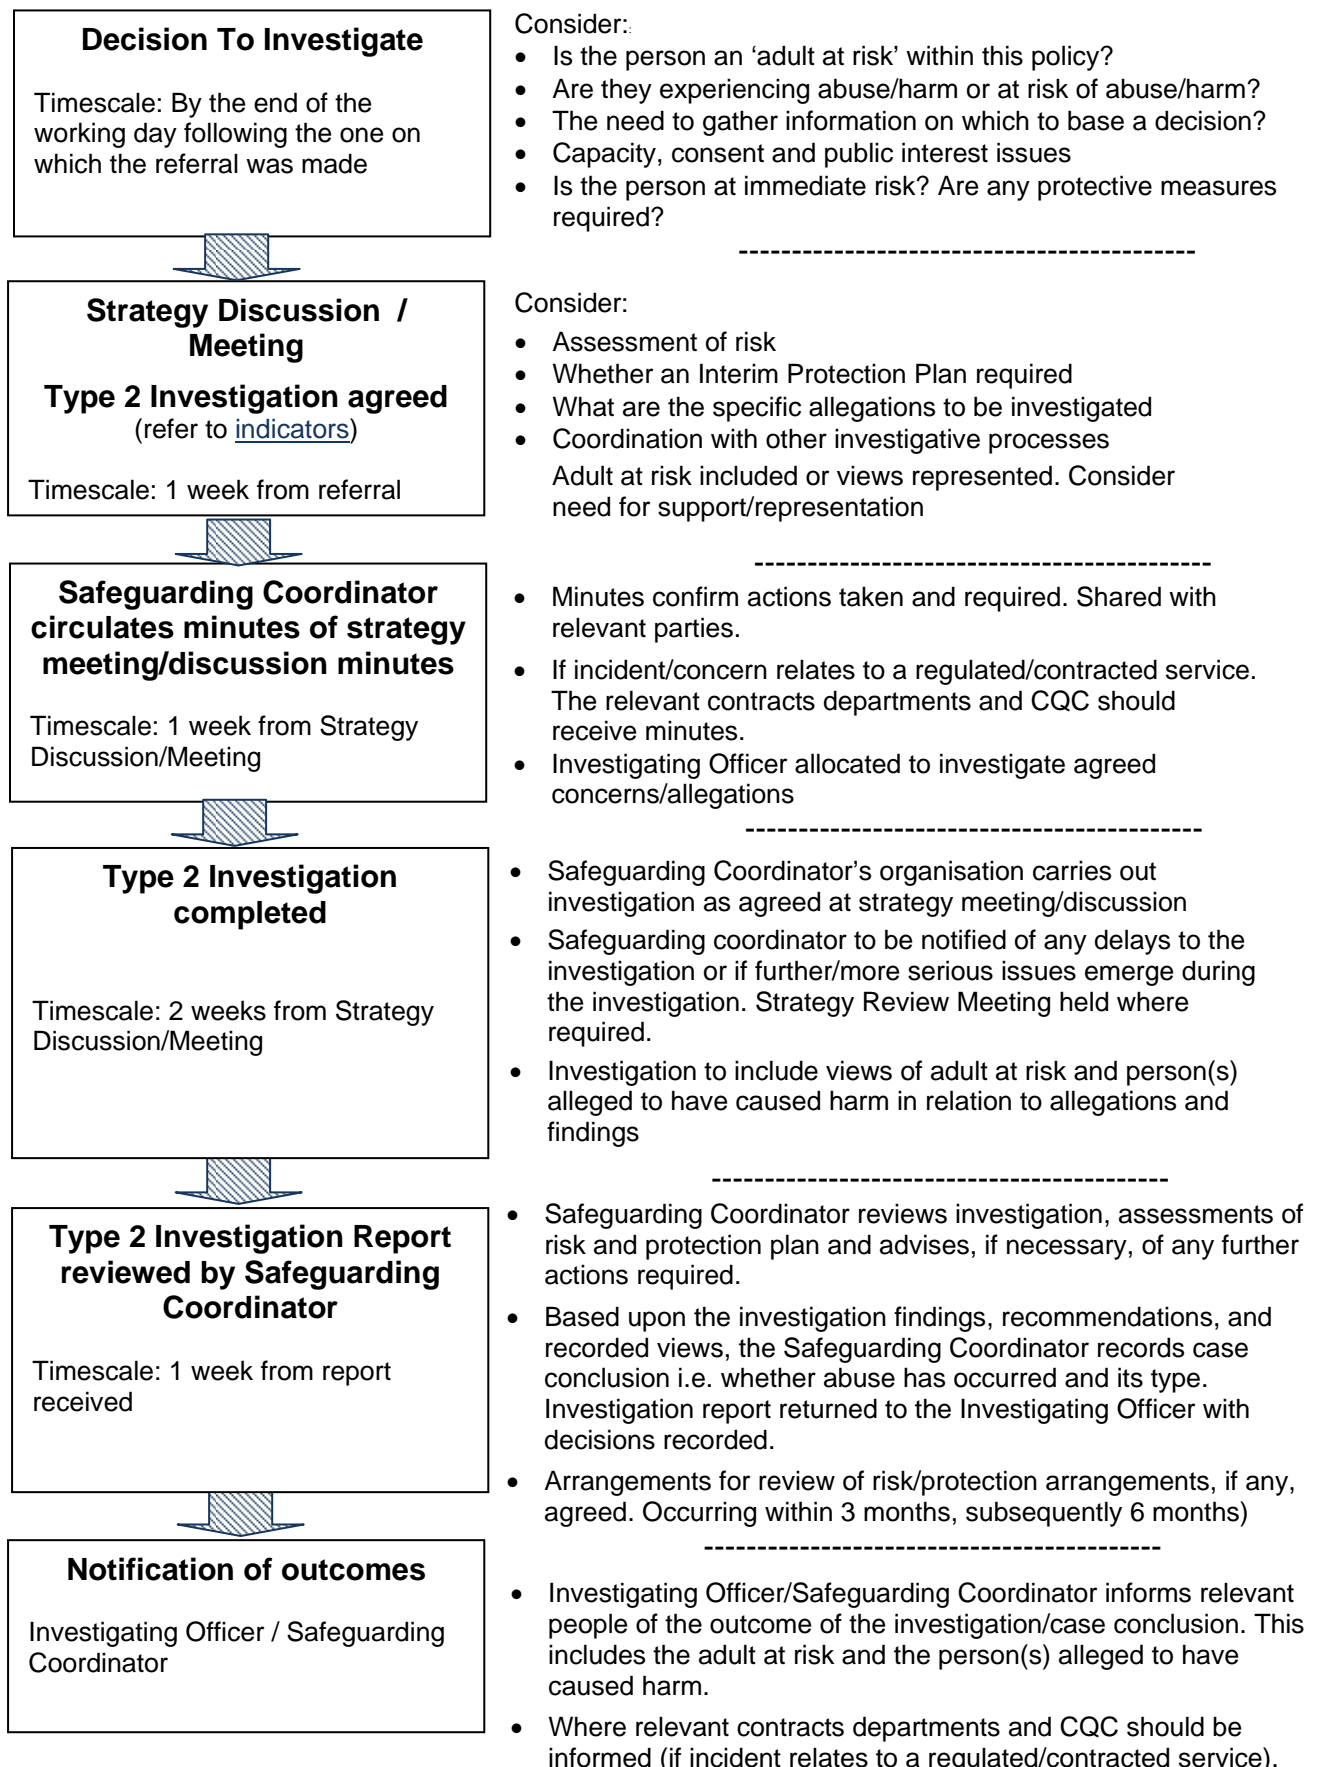 Decision To Investigate
Timescale: By the end of the
working day following the one on
which the referral was made
Consider:
• Is the person an ‘adult at risk’ within this policy?
• Are they experiencing abuse/harm or at risk of abuse/harm?
• The need to gather information on which to base a decision?
• Capacity, consent and public interest issues
• Is the person at immediate risk? Are any protective measures
required?
-------------------------------------------
Strategy Discussion /
Meeting
Type 2 Investigation agreed
(refer to indicators)
Timescale: 1 week from referral
Consider:
• Assessment of risk
• Whether an Interim Protection Plan required
• What are the specific allegations to be investigated
• Coordination with other investigative processes
Adult at risk included or views represented. Consider
need for support/representation
-------------------------------------------
Safeguarding Coordinator
circulates minutes of strategy
meeting/discussion minutes
Timescale: 1 week from Strategy
Discussion/Meeting
• Minutes confirm actions taken and required. Shared with
relevant parties.
• If incident/concern relates to a regulated/contracted service.
The relevant contracts departments and CQC should
receive minutes.
• Investigating Officer allocated to investigate agreed
concerns/allegations
-------------------------------------------
Type 2 Investigation
completed
Timescale: 2 weeks from Strategy
Discussion/Meeting
• Safeguarding Coordinator’s organisation carries out
investigation as agreed at strategy meeting/discussion
• Safeguarding coordinator to be notified of any delays to the
investigation or if further/more serious issues emerge during
the investigation. Strategy Review Meeting held where
required.
• Investigation to include views of adult at risk and person(s)
alleged to have caused harm in relation to allegations and
findings
-------------------------------------------
Type 2 Investigation Report
reviewed by Safeguarding
Coordinator
Timescale: 1 week from report
received
• Safeguarding Coordinator reviews investigation, assessments of
risk and protection plan and advises, if necessary, of any further
actions required.
• Based upon the investigation findings, recommendations, and
recorded views, the Safeguarding Coordinator records case
conclusion i.e. whether abuse has occurred and its type.
Investigation report returned to the Investigating Officer with
decisions recorded.
• Arrangements for review of risk/protection arrangements, if any,
agreed. Occurring within 3 months, subsequently 6 months)
-------------------------------------------
Notification of outcomes
Investigating Officer / Safeguarding
Coordinator
• Investigating Officer/Safeguarding Coordinator informs relevant
people of the outcome of the investigation/case conclusion. This
includes the adult at risk and the person(s) alleged to have
caused harm.
• Where relevant contracts departments and CQC should be
informed (if incident relates to a regulated/contracted service).